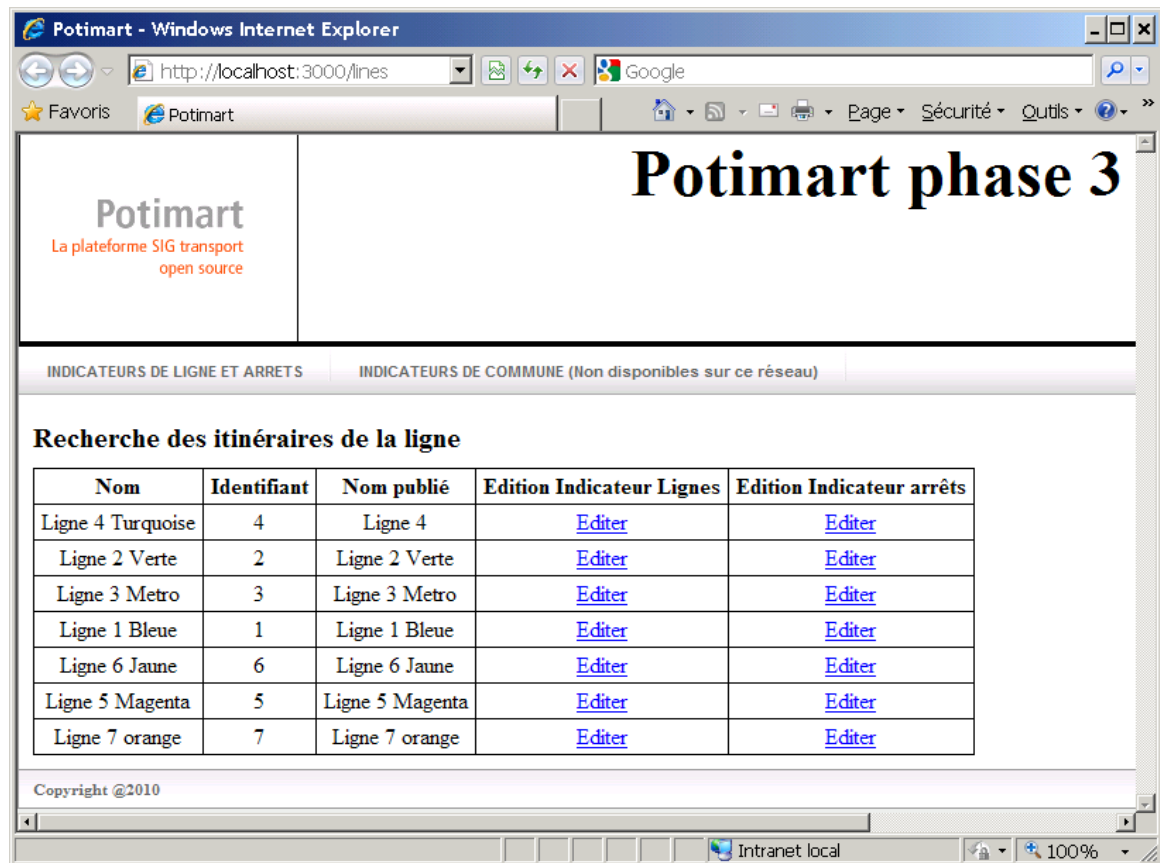 Potimart - Windows Internet Explorer
http://localhost:3000/lines
Google
Favoris
Potimart
Page
Sécurité
Outils
»
Potimart phase 3
Potimart
La plateforme SIG transport
open source
INDICATEURS DE LIGNE ET ARRETS
INDICATEURS DE COMMUNE (Non disponibles sur ce réseau)
Recherche des itinéraires de la ligne
Nom Identifiant Nom publié Edition Indicateur Lignes Edition Indicateur arrêts
Ligne 4 Turquoise 4 Ligne 4 Editer Editer
Ligne 2 Verte 2 Ligne 2 Verte Editer Editer
Ligne 3 Metro 3 Ligne 3 Metro Editer Editer
Ligne 1 Bleue 1 Ligne 1 Bleue Editer Editer
Ligne 6 Jaune 6 Ligne 6 Jaune Editer Editer
Ligne 5 Magenta 5 Ligne 5 Magenta Editer Editer
Ligne 7 orange 7 Ligne 7 orange Editer Editer
Copyright @2010
Intranet local
100%